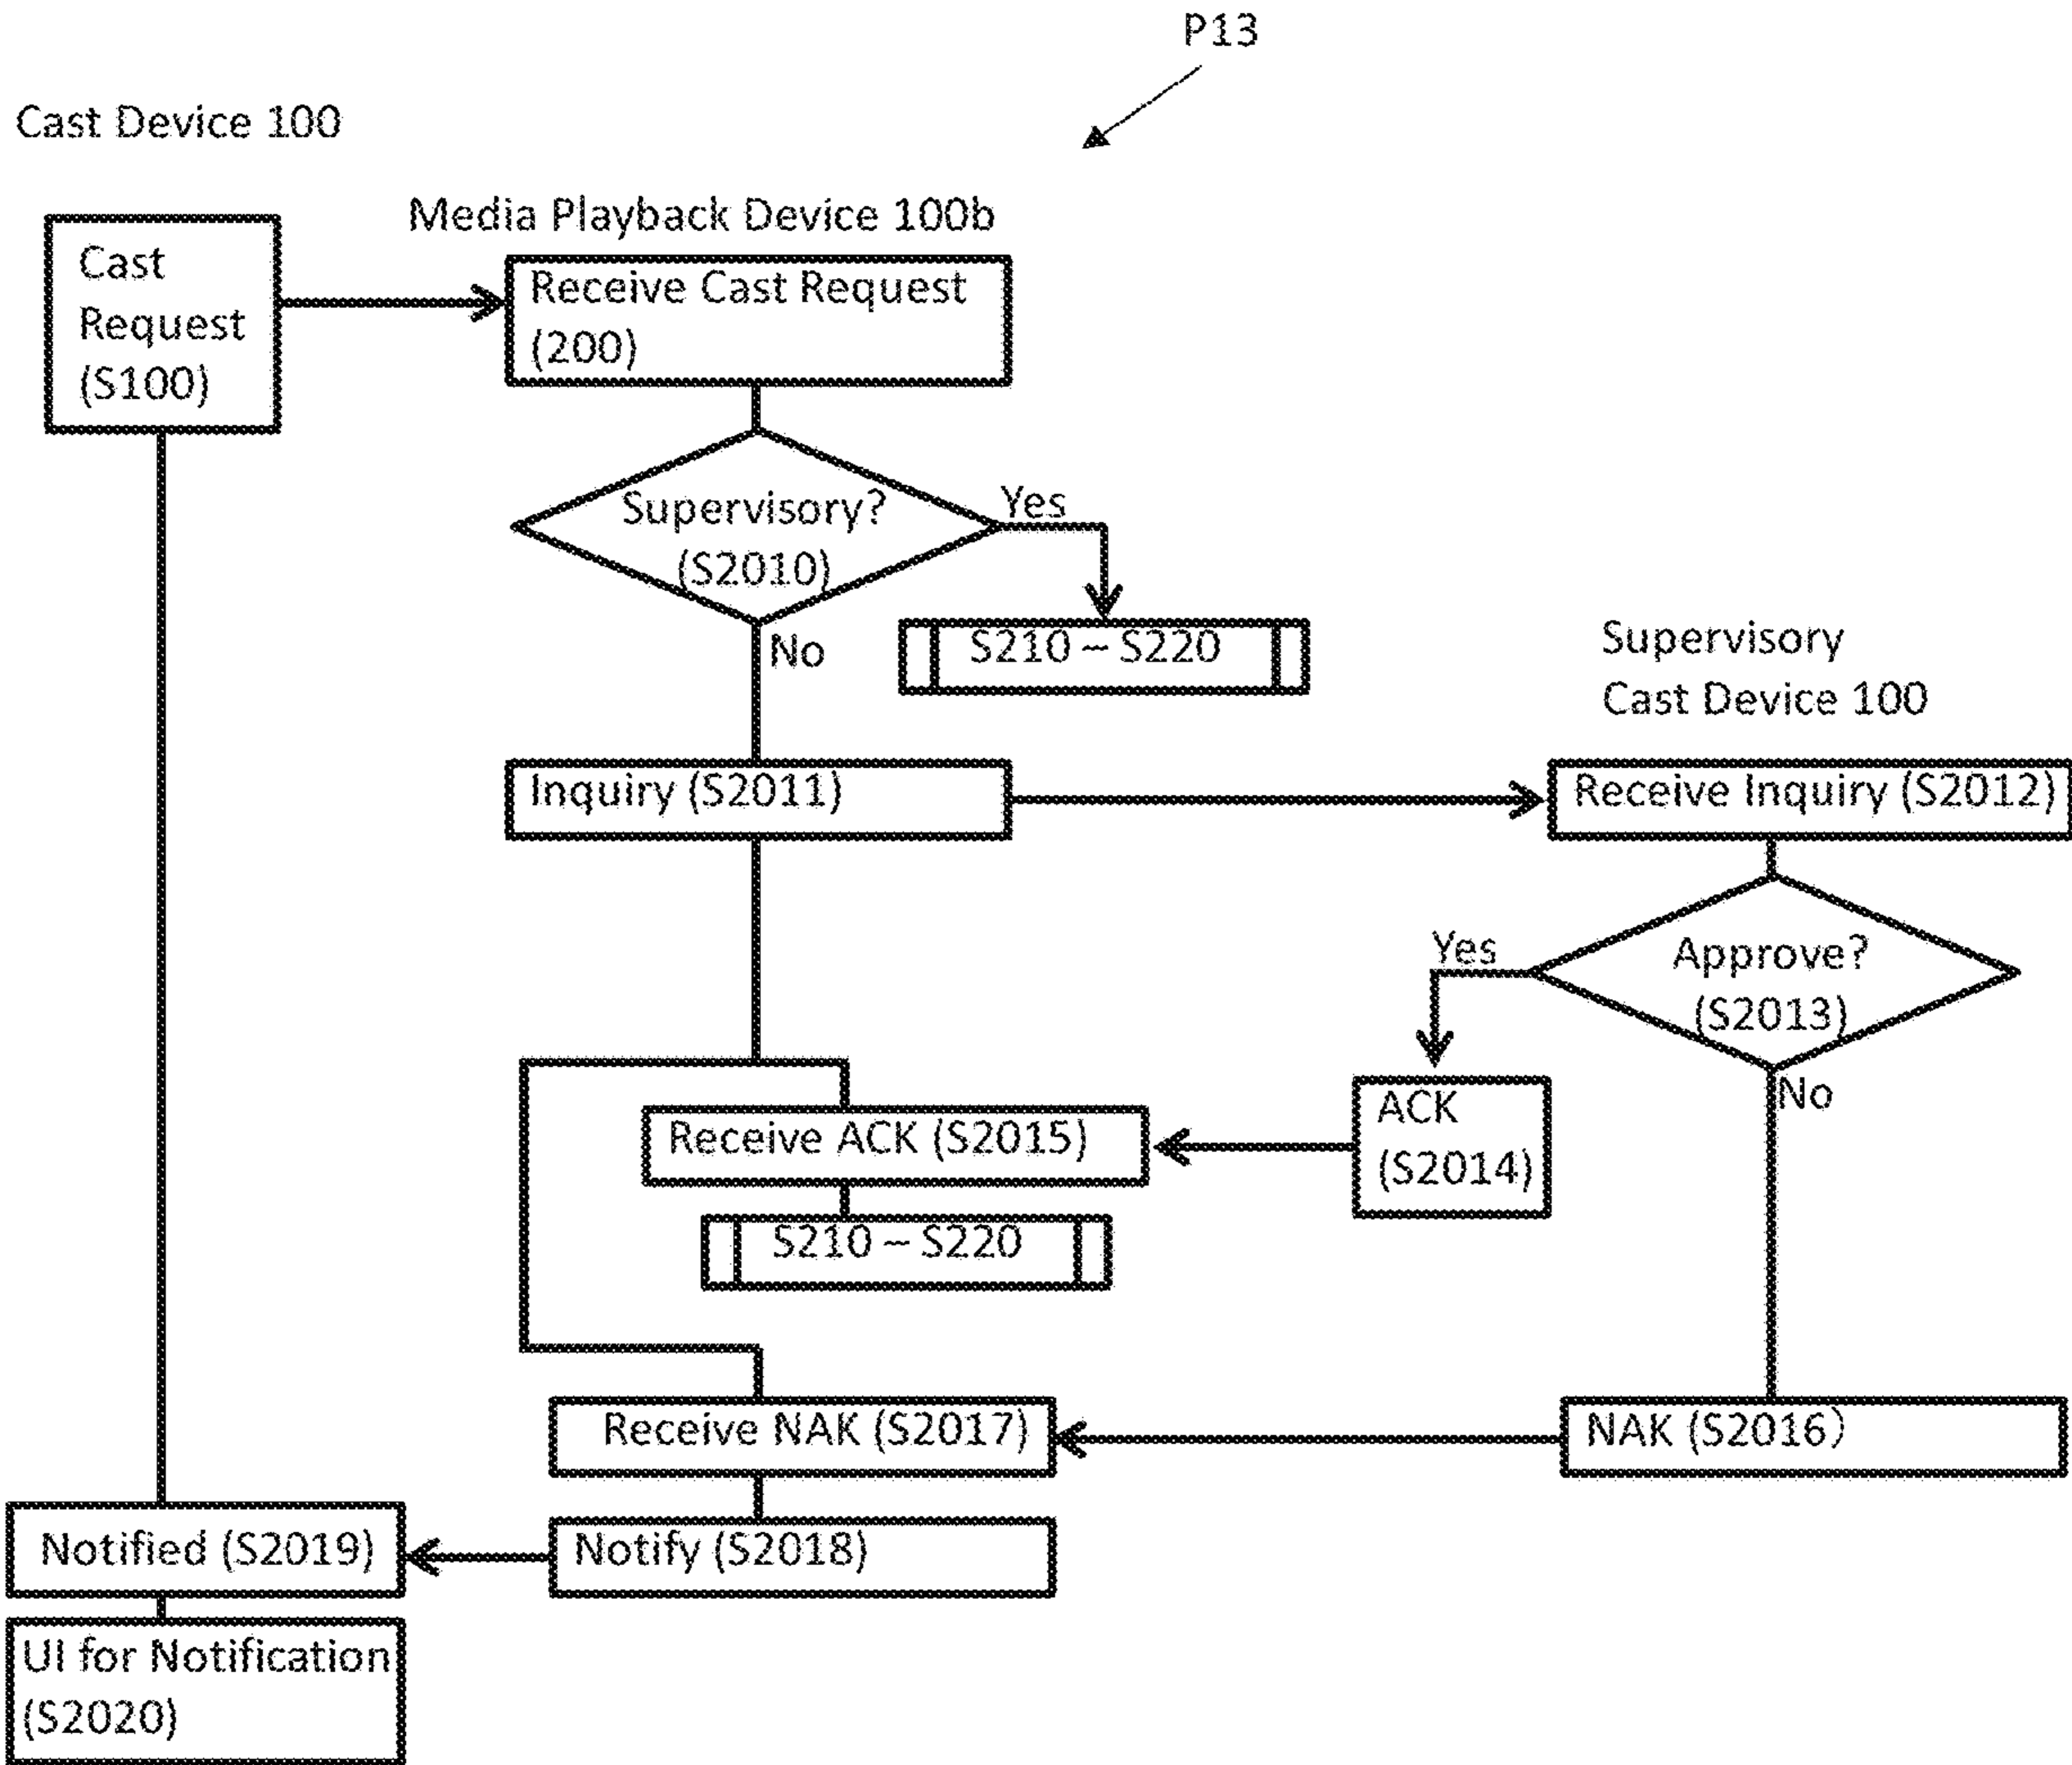 P13
Cast Device 100
Media Playback Device 100b
Cast
Request
(S100)
Receive Cast Request
(200)
Supervisory?
(S2010)
Yes
No
S210 – S220
Supervisory
Cast Device 100
Inquiry (S2011)
Receive Inquiry (S2012)
Approve?
(S2013)
Yes
No
ACK
(S2014)
Receive ACK (S2015)
S210 – S220
Receive NAK (S2017)
NAK (S2016)
Notified (S2019)
Notify (S2018)
UI for Notification
(S2020)